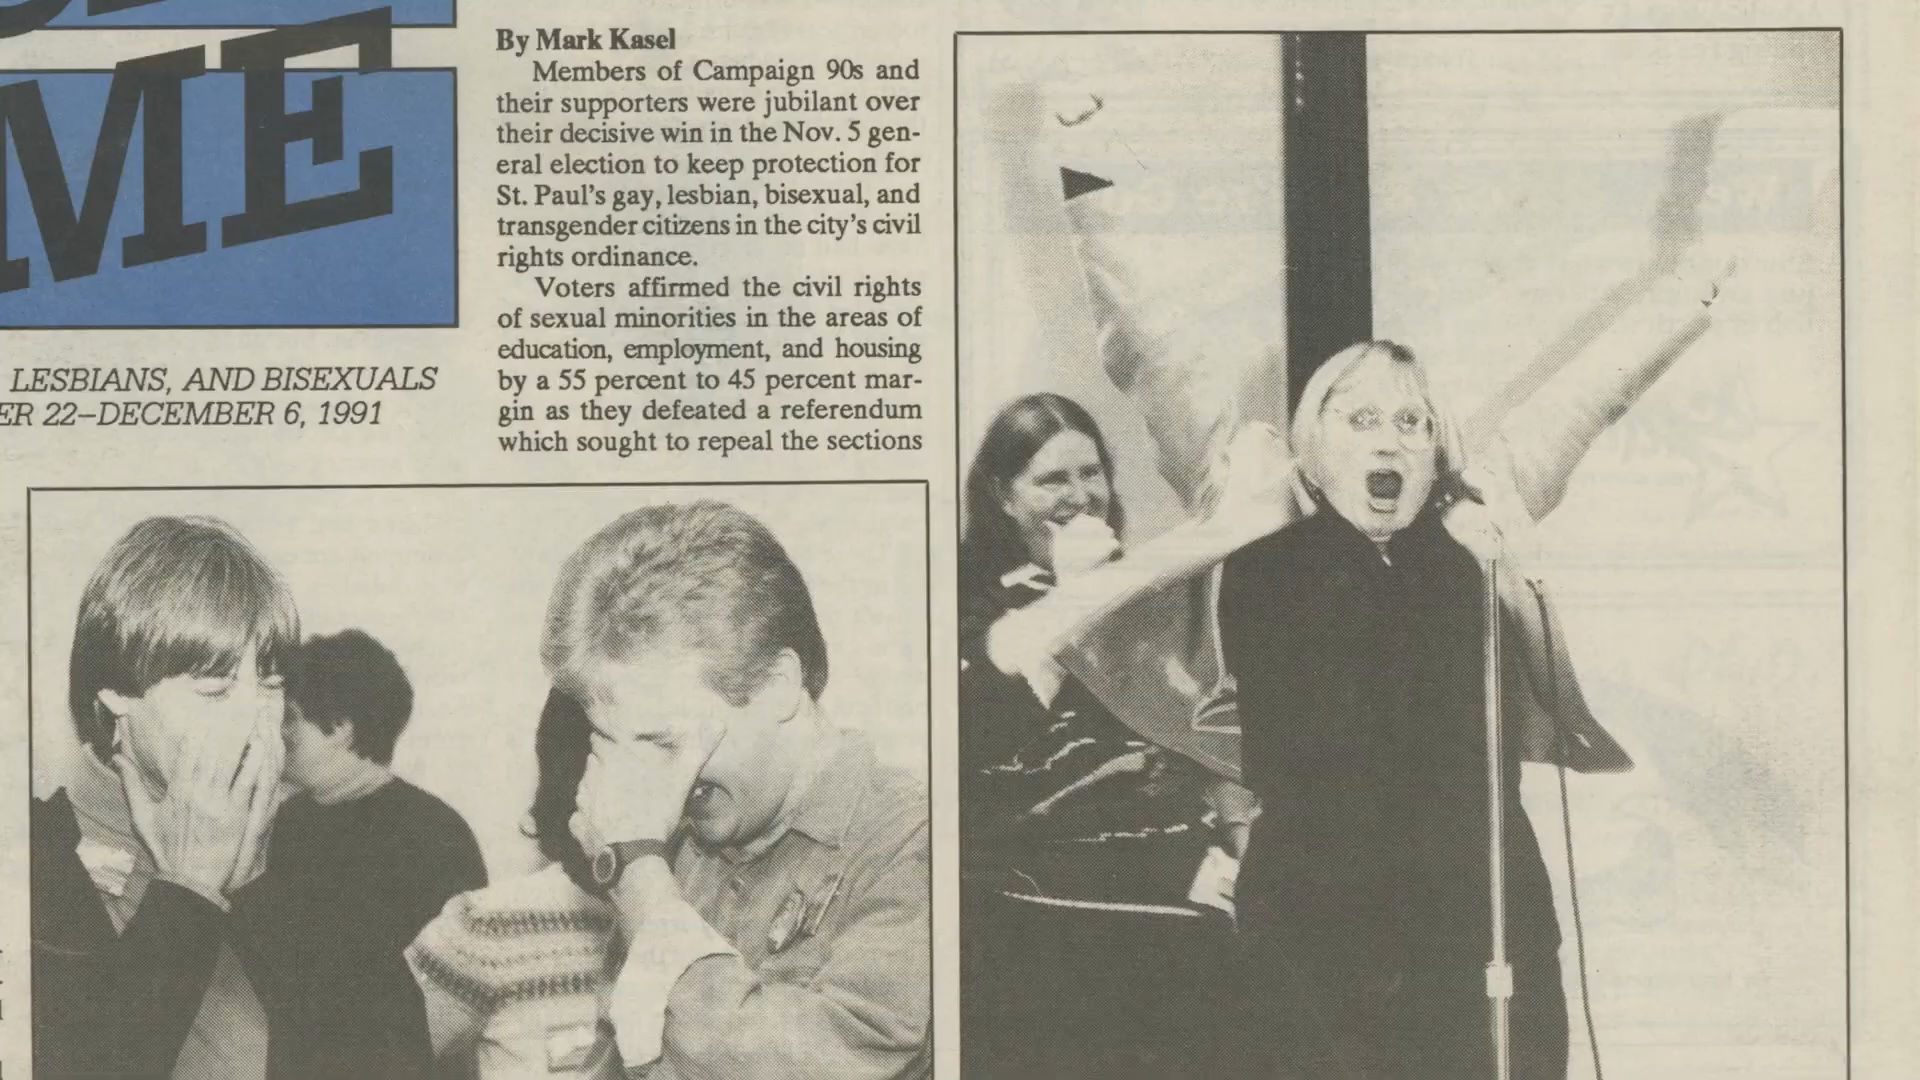 ME
LESBIANS, AND BISEXUALS
ER 22–DECEMBER 6, 1991
By Mark Kasel
Members of Campaign 90s and
their supporters were jubilant over
their decisive win in the Nov. 5 gen-
eral election to keep protection for
St. Paul's gay, lesbian, bisexual, and
transgender citizens in the city's civil
rights ordinance.
Voters affirmed the civil rights
of sexual minorities in the areas of
education, employment, and housing
by a 55 percent to 45 percent mar-
gin as they defeated a referendum
which sought to repeal the sections